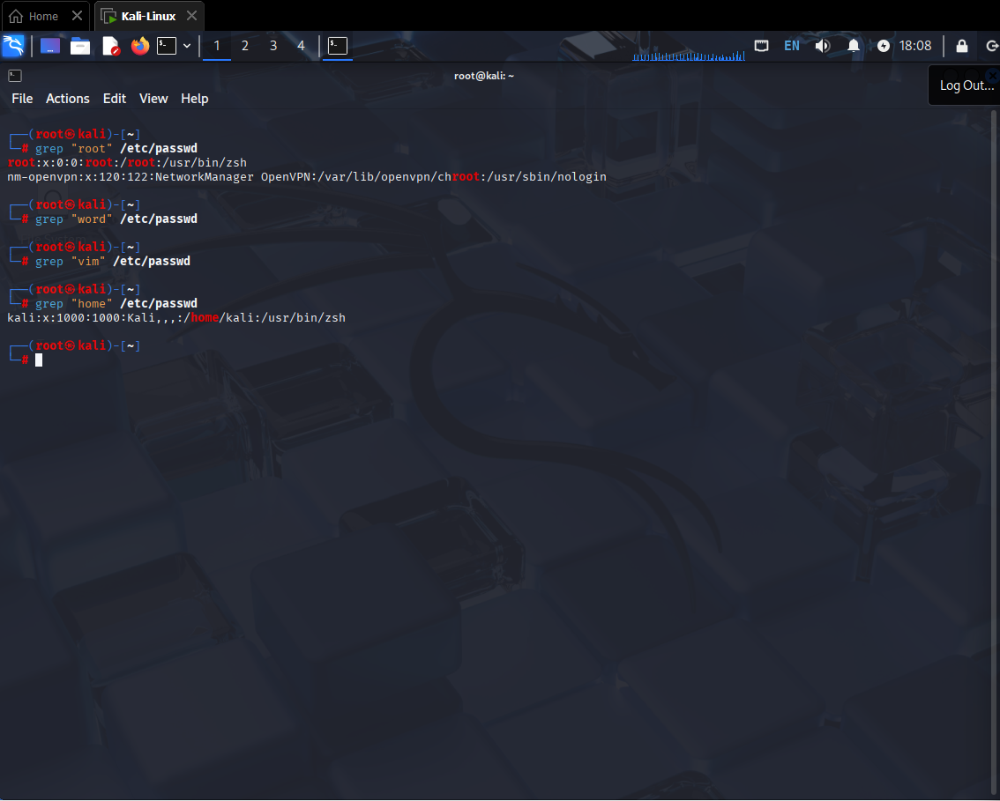 Home
Kali-Linux
1 2 3 4
EN
18:08
root@kali: ~
Log Out...
File Actions Edit View Help
┌──(root㉿kali)-[~]
└─# grep "root" /etc/passwd
root:x:0:0:root:/root:/usr/bin/zsh
nm-openvpn:x:120:122:NetworkManager OpenVPN:/var/lib/openvpn/chroot:/usr/sbin/nologin
┌──(root㉿kali)-[~]
└─# grep "word" /etc/passwd
┌──(root㉿kali)-[~]
└─# grep "vim" /etc/passwd
┌──(root㉿kali)-[~]
└─# grep "home" /etc/passwd
kali:x:1000:1000:Kali,,,:/home/kali:/usr/bin/zsh
┌──(root㉿kali)-[~]
└─#